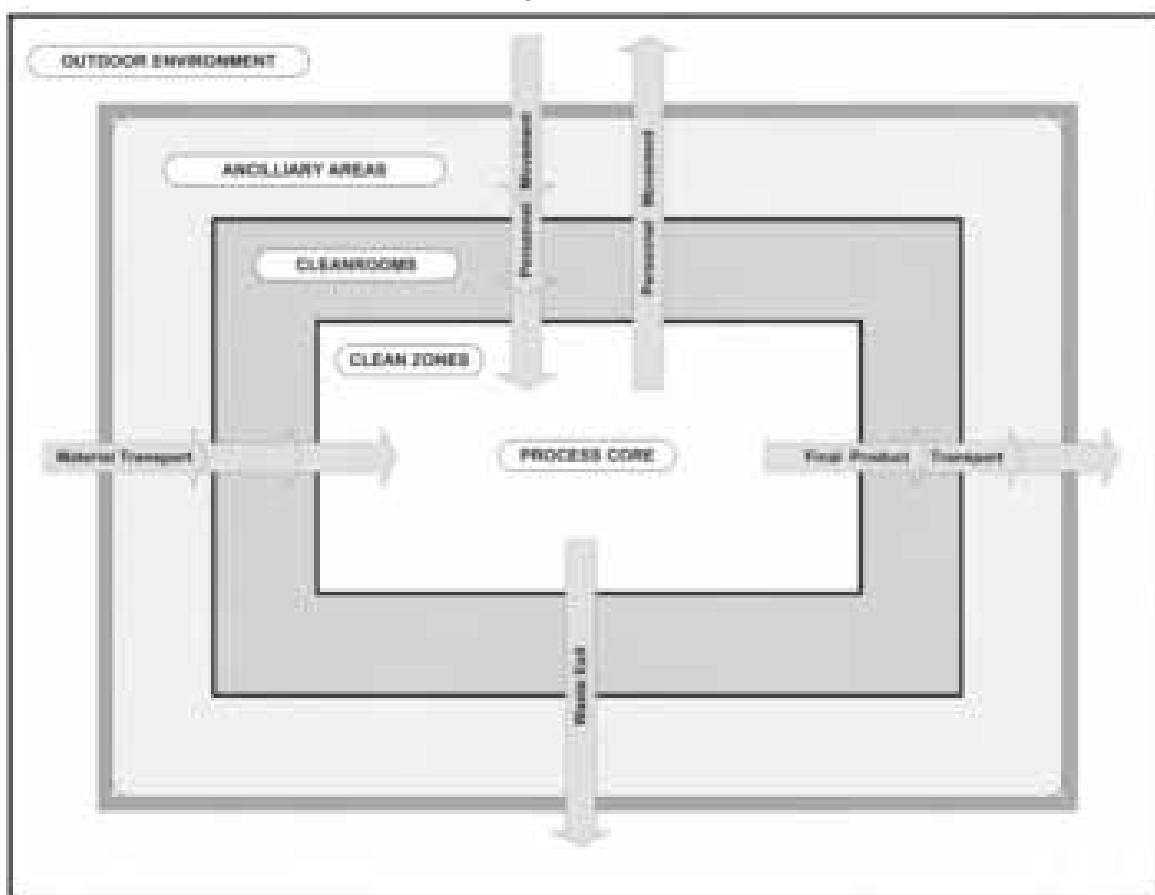 OUTDOOR ENVIRONMENT
ANCILLIARY AREAS
CLEANROOMS
CLEAN ZONES
PROCESS CORE
Personnel Movement
Personnel Movement
Material Transport
Final Product Transport
Waste Exit